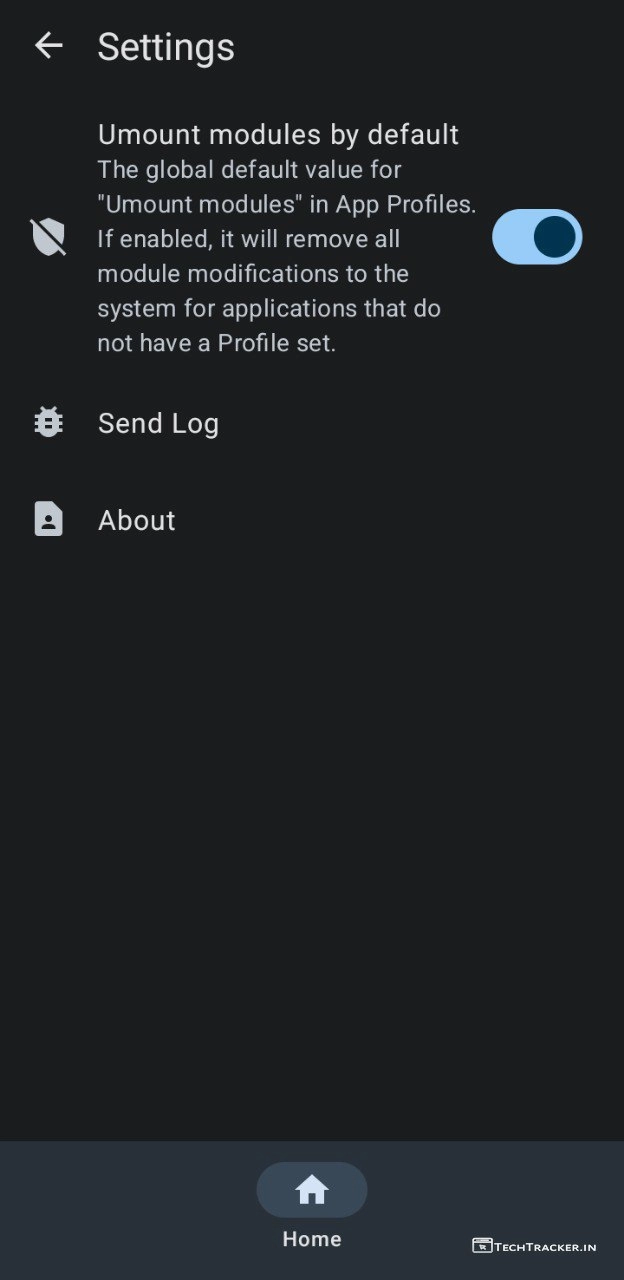 Settings
Umount modules by default
The global default value for
"Umount modules" in App Profiles.
If enabled, it will remove all
module modifications to the
system for applications that do
not have a Profile set.
Send Log
About
Home
TechTracker.in